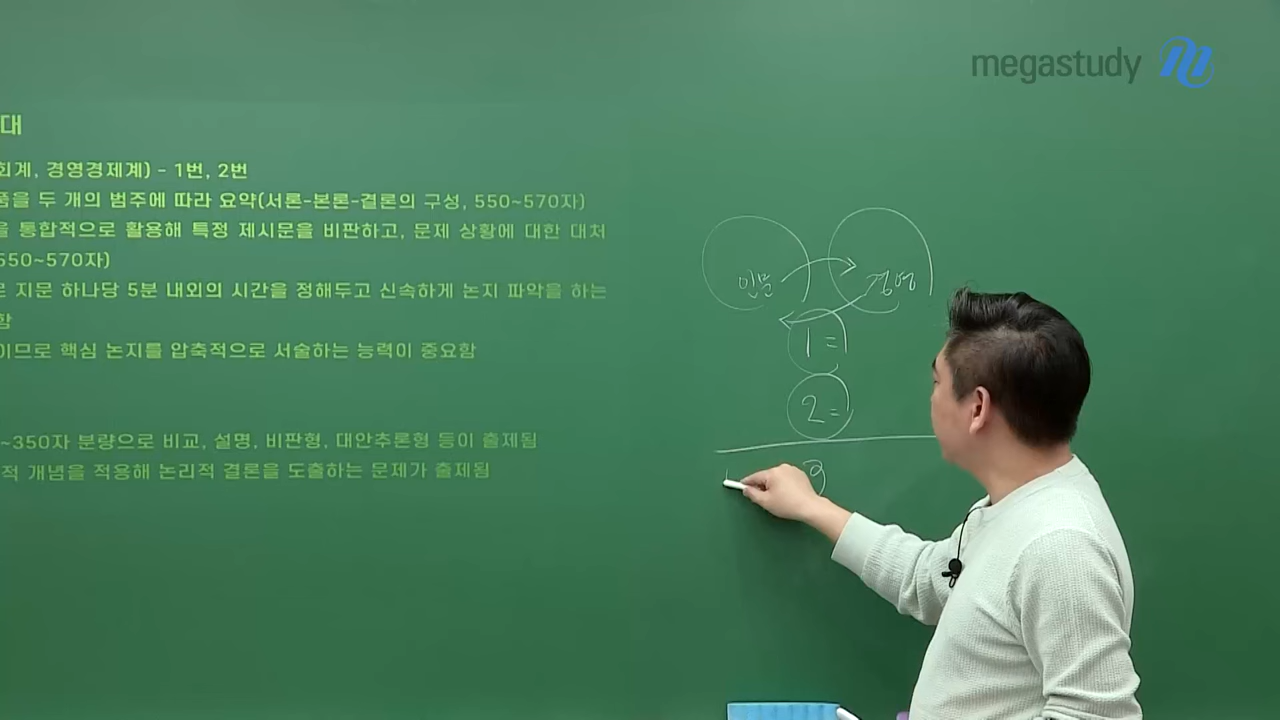 megastudy
대
회계, 경영경제계) - 1번, 2번
품을 두 개의 범주에 따라 요약(서론-본론-결론의 구성, 550~570자)
을 통합적으로 활용해 특정 제시문을 비판하고, 문제 상황에 대한 대처
550~570자)
로 지문 하나당 5분 내외의 시간을 정해두고 신속하게 논지 파악을 하는
함
이므로 핵심 논지를 압축적으로 서술하는 능력이 중요함
~350자 분량으로 비교, 설명, 비판형, 대안추론형 등이 출제됨
적 개념을 적용해 논리적 결론을 도출하는 문제가 출제됨
인문 경영
1 =
2 =
3